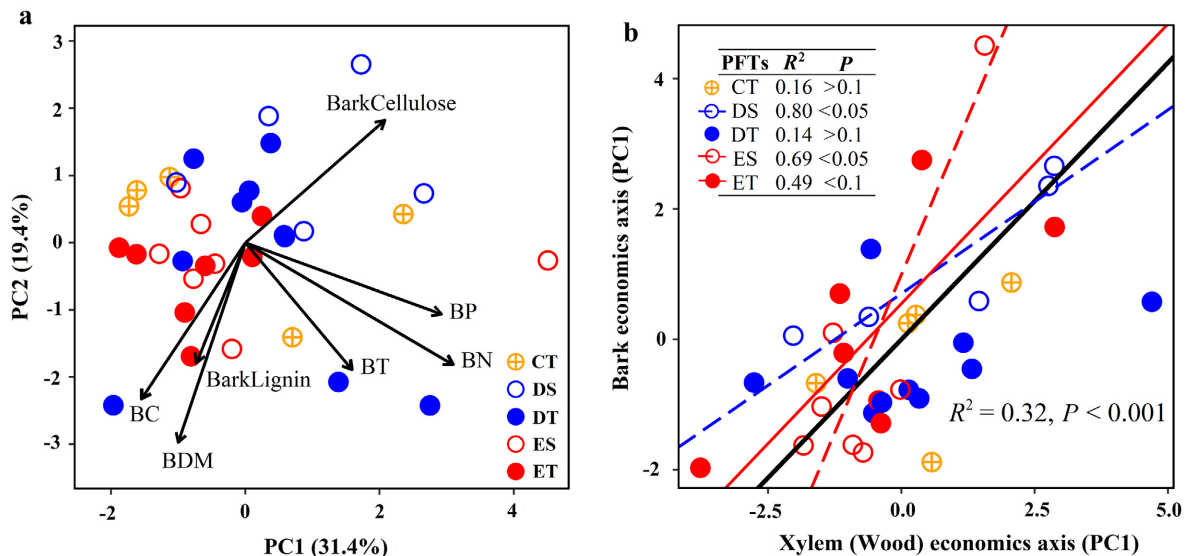 a
PC2 (19.4%)
3
2
1
0
-1
-2
-3
BarkCellulose
BP
BN
BT
BarkLignin
BC
BDM
CT
DS
DT
ES
ET
-2
0
2
4
PC1 (31.4%)
b
Bark economics axis (PC1)
4
2
0
-2
PFTs R² P
CT 0.16 >0.1
DS 0.80 <0.05
DT 0.14 >0.1
ES 0.69 <0.05
ET 0.49 <0.1
R² = 0.32, P < 0.001
-2.5
0.0
2.5
5.0
Xylem (Wood) economics axis (PC1)